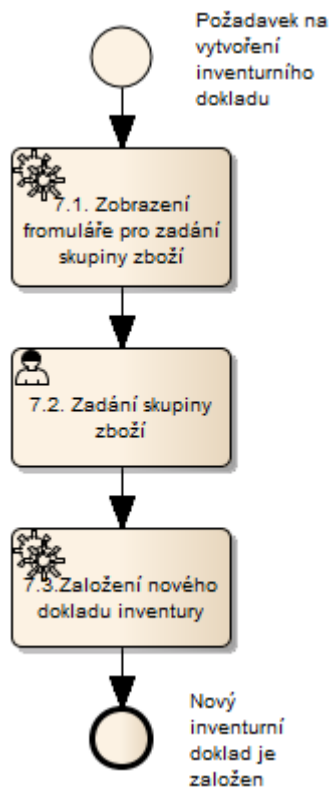 Požadavek na
vytvoření
inventurního
dokladu
7.1. Zobrazení
fromuláře pro zadání
skupiny zboží
7.2. Zadání skupiny
zboží
7.3.Založení nového
dokladu inventury
Nový
inventurní
doklad je
založen